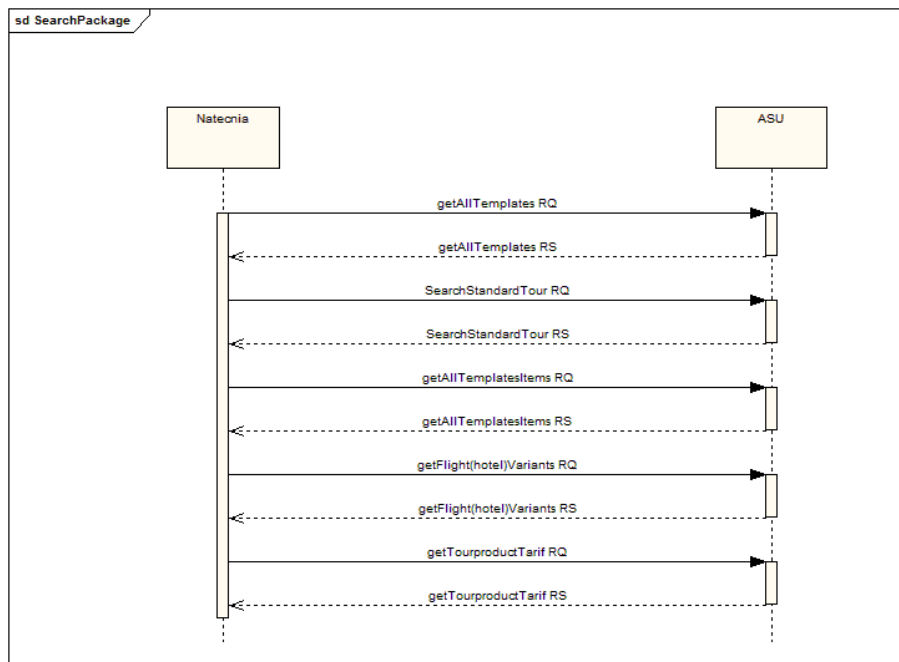 sd SearchPackage
Natecnia
ASU
getAllTemplates RQ
getAllTemplates RS
SearchStandardTour RQ
SearchStandardTour RS
getAllTemplatesItems RQ
getAllTemplatesItems RS
getFlight(hotel)Variants RQ
getFlight(hotel)Variants RS
getTourproductTarif RQ
getTourproductTarif RS